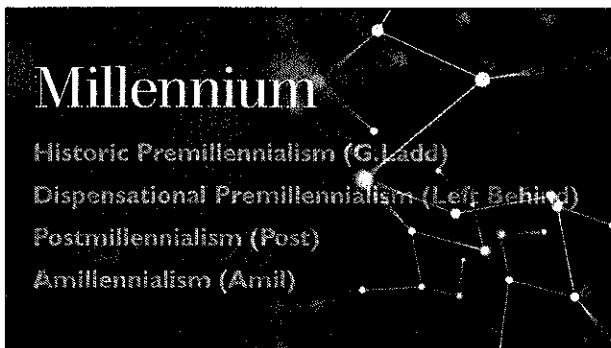 Millennium
Historic Premillennialism (G.Ladd)
Dispensational Premillennialism (Left Behind)
Postmillennialism (Post)
Amillennialism (Amil)